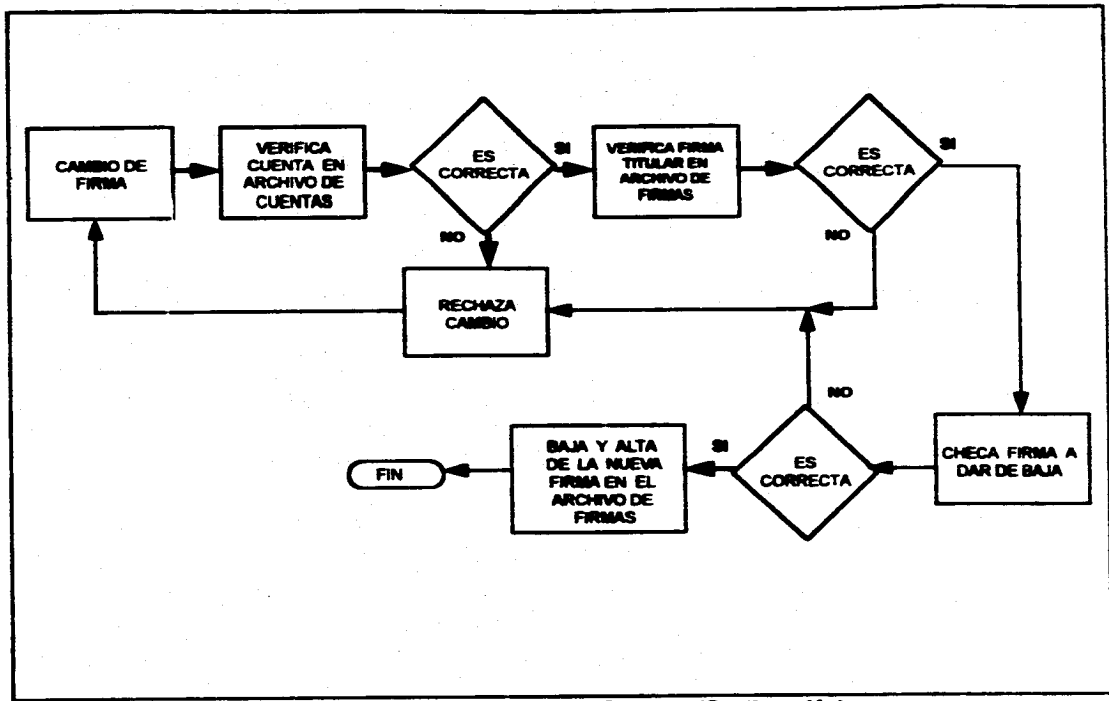 CAMBIO DE
FIRMA
VERIFICA
CUENTA EN
ARCHIVO DE
CUENTAS
ES
CORRECTA
SI
VERIFICA FIRMA
TITULAR EN
ARCHIVO DE
FIRMAS
ES
CORRECTA
SI
NO
NO
RECHAZA
CAMBIO
NO
CHECA FIRMA A
DAR DE BAJA
ES
CORRECTA
SI
BAJA Y ALTA
DE LA NUEVA
FIRMA EN EL
ARCHIVO DE
FIRMAS
FIN